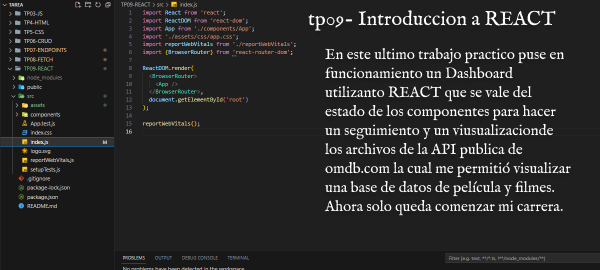 TAREA
TP03-JS
TP4-HTML
TP5-CSS
TP06-CRUD
TP07-ENDPOINTS
TP08-FETCH
TP09-REACT
node_modules
public
src
assets
components
App.test.js
index.css
index.js M
logo.svg
reportWebVitals.js
setupTests.js
.gitignore
package-lock.json
package.json
README.md
index.js
TP09-REACT > src > index.js
1 import React from 'react';
2 import ReactDOM from 'react-dom';
3 import App from './components/App';
4 import './assets/css/app.css';
5 import reportWebVitals from './reportWebVitals';
6 import {BrowserRouter} from 'react-router-dom';
7
8 ReactDOM.render(
9 <BrowserRouter>
10 <App />
11 </BrowserRouter>,
12 document.getElementById('root')
13 );
14
15 reportWebVitals();
16
tp09- Introduccion a REACT
En este ultimo trabajo practico puse en
funcionamiento un Dashboard
utilizanto REACT que se vale del
estado de los componentes para hacer
un seguimiento y un viusualizacionde
los archivos de la API publica de
omdb.com la cual me permitió visualizar
una base de datos de película y filmes.
Ahora solo queda comenzar mi carrera.
PROBLEMS OUTPUT DEBUG CONSOLE TERMINAL
No problems have been detected in the workspace.